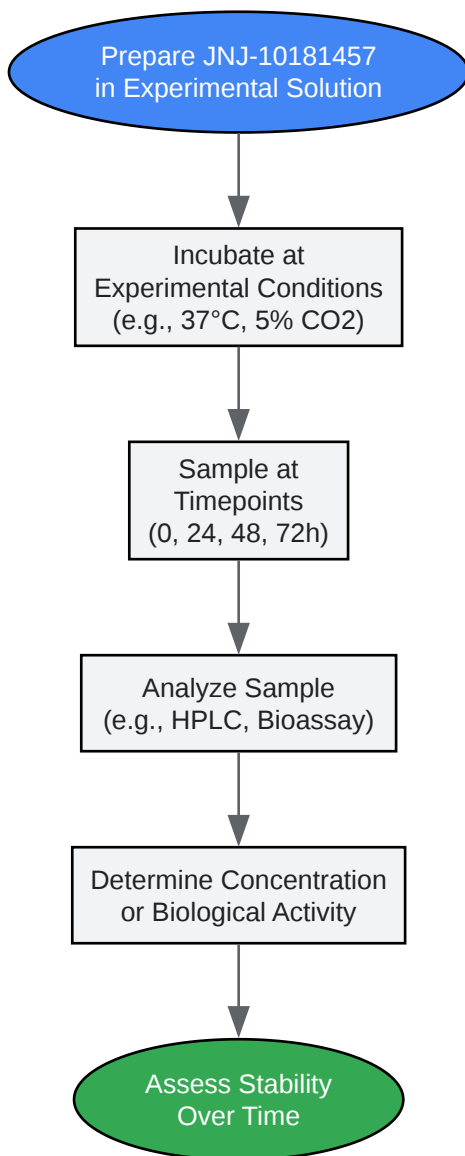 Prepare JNJ-10181457
in Experimental Solution
Incubate at
Experimental Conditions
(e.g., 37°C, 5% CO2)
Sample at
Timepoints
(0, 24, 48, 72h)
Analyze Sample
(e.g., HPLC, Bioassay)
Determine Concentration
or Biological Activity
Assess Stability
Over Time